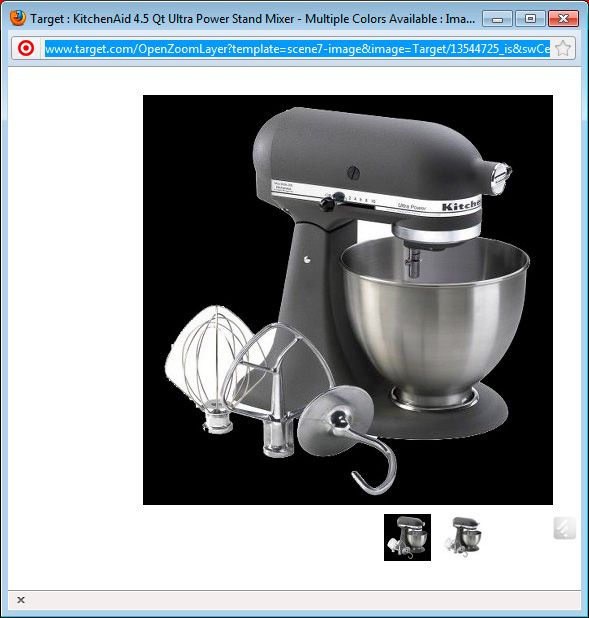 Target : KitchenAid 4.5 Qt Ultra Power Stand Mixer - Multiple Colors Available : Ima...
www.target.com/OpenZoomLayer?template=scene7-image&image=Target/13544725_is&swCe
Ultra Power
Kitche